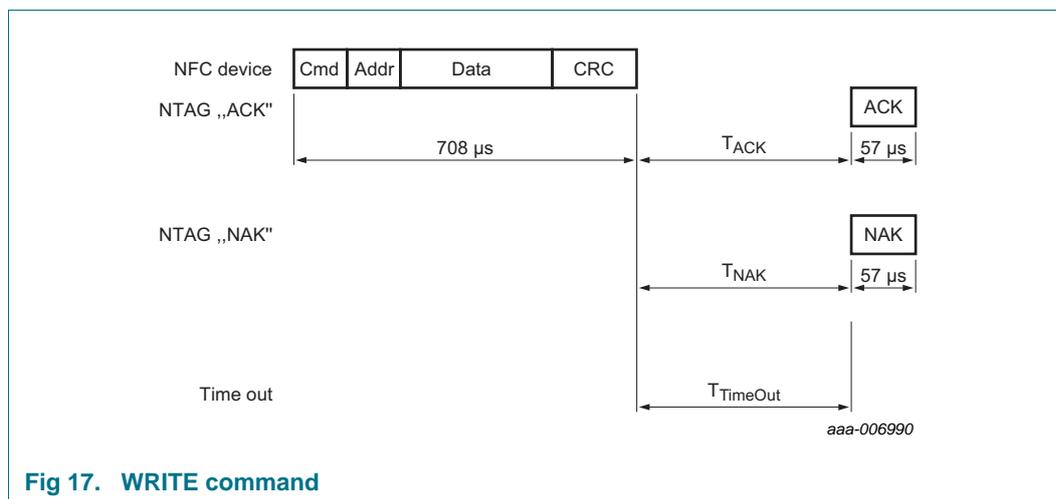 NFC device Cmd Addr Data CRC
NTAG ,,ACK" ACK
708 µs TACK 57 µs
NTAG ,,NAK" NAK
TNAK 57 µs
Time out TTimeOut
aaa-006990
Fig 17. WRITE command